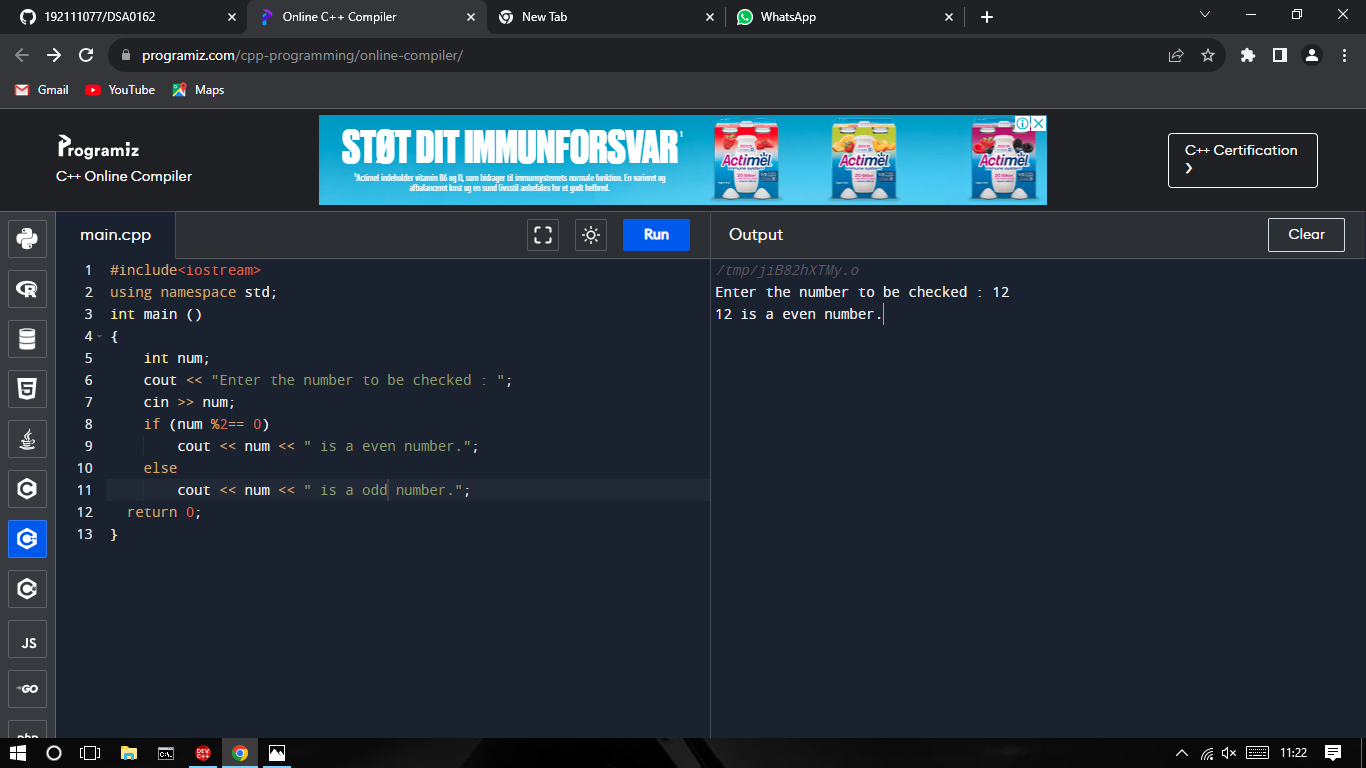 192111077/DSA0162
Online C++ Compiler
New Tab
WhatsApp
programiz.com/cpp-programming/online-compiler/
Gmail
YouTube
Maps
Programiz
C++ Online Compiler
STØT DIT IMMUNFORSVAR¹
¹Actimel indeholder vitamin B6 og D, som bidrager til immunsystemets normale funktion. En varieret og
afbalanceret kost og en sund livsstil anbefales for et godt helbred.
Actimel
Actimel
Actimel
C++ Certification
main.cpp
Run
Output
Clear
1 #include<iostream>
2 using namespace std;
3 int main ()
4 {
5 int num;
6 cout << "Enter the number to be checked : ";
7 cin >> num;
8 if (num %2== 0)
9 cout << num << " is a even number.";
10 else
11 cout << num << " is a odd number.";
12 return 0;
13 }
/tmp/jiB82hXTMy.o
Enter the number to be checked : 12
12 is a even number.
JS
GO
php
DEV
C++
11:22